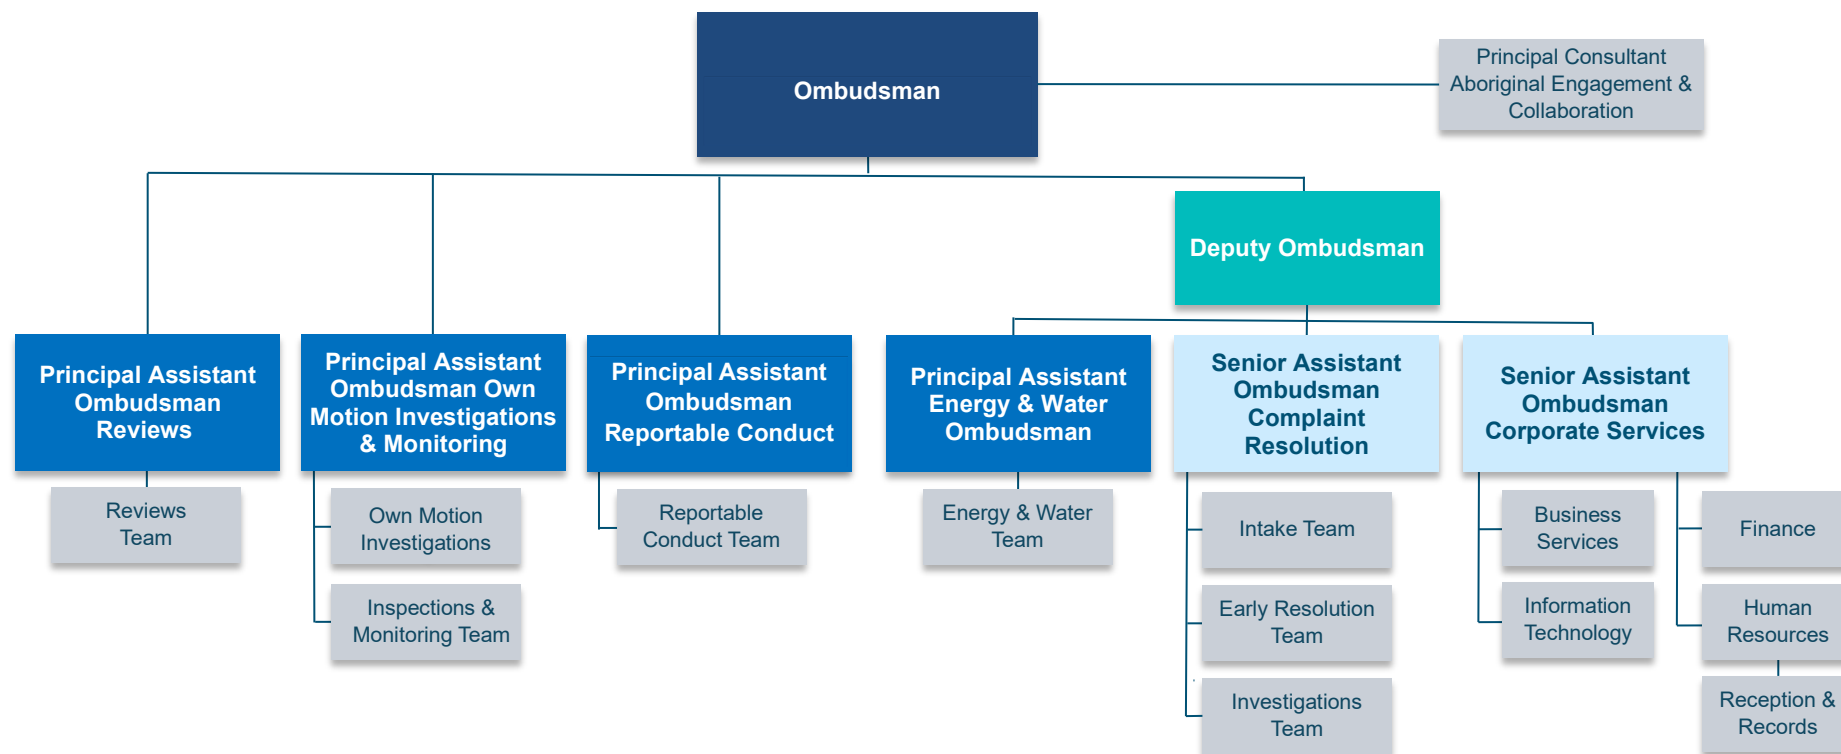 Ombudsman
Principal Consultant
Aboriginal Engagement &
Collaboration
Deputy Ombudsman
Principal Assistant
Ombudsman
Reviews
Principal Assistant
Ombudsman Own
Motion Investigations
& Monitoring
Principal Assistant
Ombudsman
Reportable Conduct
Principal Assistant
Energy & Water
Ombudsman
Senior Assistant
Ombudsman
Complaint
Resolution
Senior Assistant
Ombudsman
Corporate Services
Reviews
Team
Own Motion
Investigations
Inspections &
Monitoring Team
Reportable
Conduct Team
Energy & Water
Team
Intake Team
Early Resolution
Team
Investigations
Team
Business
Services
Information
Technology
Finance
Human
Resources
Reception &
Records